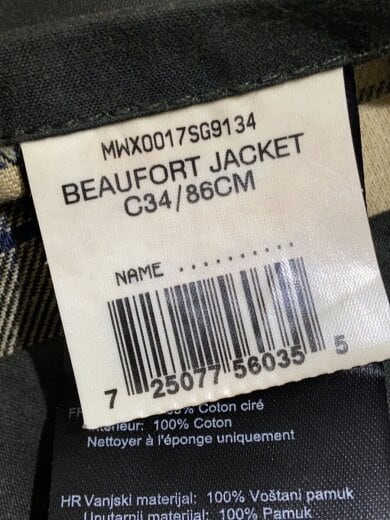 MWX0017SG9134
BEAUFORT JACKET
C34/86CM
NAME ..........
7 25077 56035 5
Coton ciré
100% Coton
Nettoyer à l'éponge uniquement
HR Vanjski materijal: 100% Voštani pamuk
Unutarnji materijal: 100% Pamuk